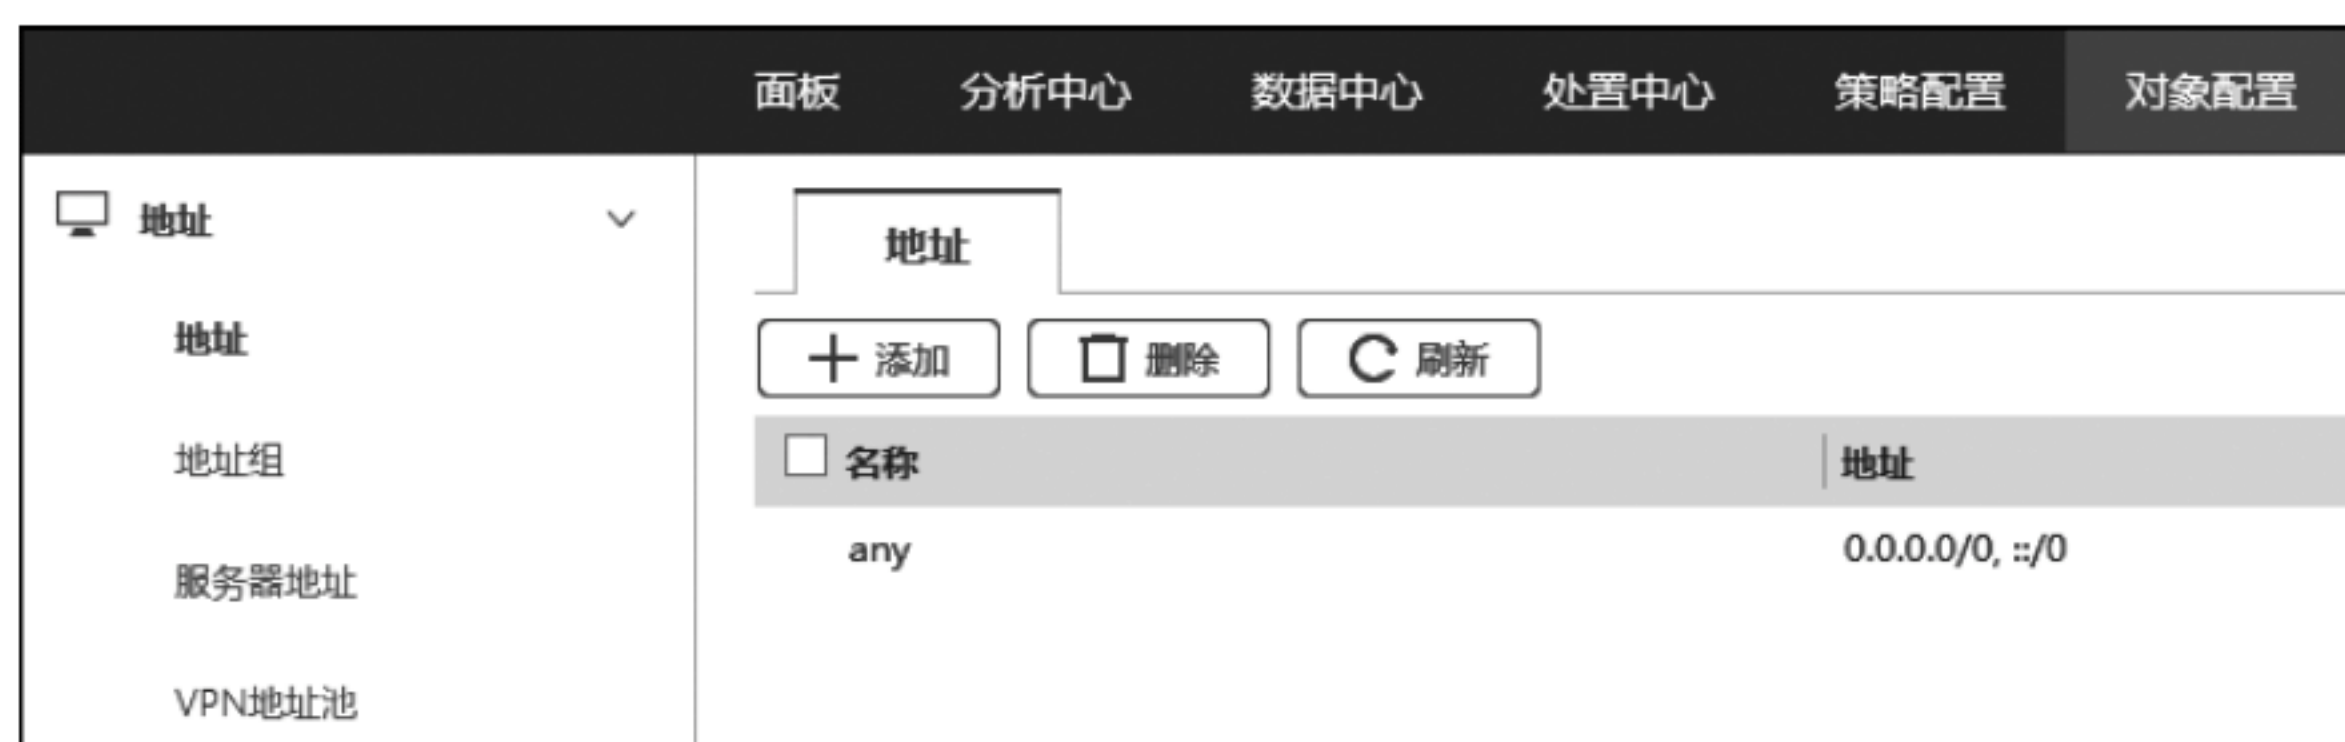 面板 分析中心 数据中心 处置中心 策略配置 对象配置
地址
地址
地址组
服务器地址
VPN地址池
地址
添加 删除 刷新
名称 地址
any 0.0.0.0/0, ::/0